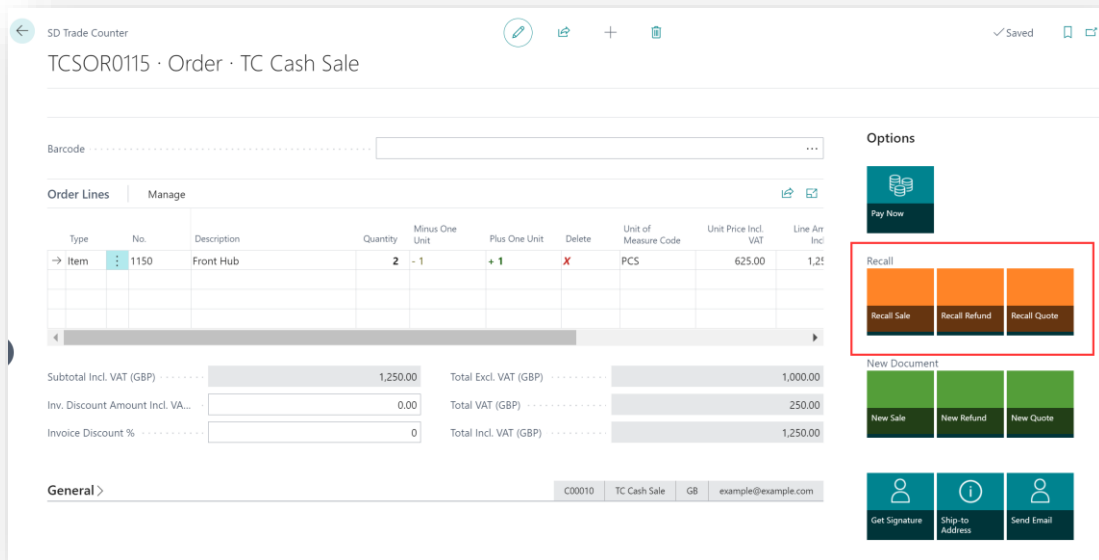 SD Trade Counter
Saved
TCSOR0115 · Order · TC Cash Sale
Barcode
Order Lines
Manage
Type No. Description Quantity Minus One Unit Plus One Unit Delete Unit of Measure Code Unit Price Incl. VAT Line Am Incl
Item 1150 Front Hub 2 - 1 + 1 X PCS 625.00 1,25
Subtotal Incl. VAT (GBP) 1,250.00
Total Excl. VAT (GBP) 1,000.00
Inv. Discount Amount Incl. VA... 0.00
Total VAT (GBP) 250.00
Invoice Discount % 0
Total Incl. VAT (GBP) 1,250.00
General
C00010 TC Cash Sale GB example@example.com
Options
Pay Now
Recall
Recall Sale Recall Refund Recall Quote
New Document
New Sale New Refund New Quote
Get Signature Ship-to Address Send Email